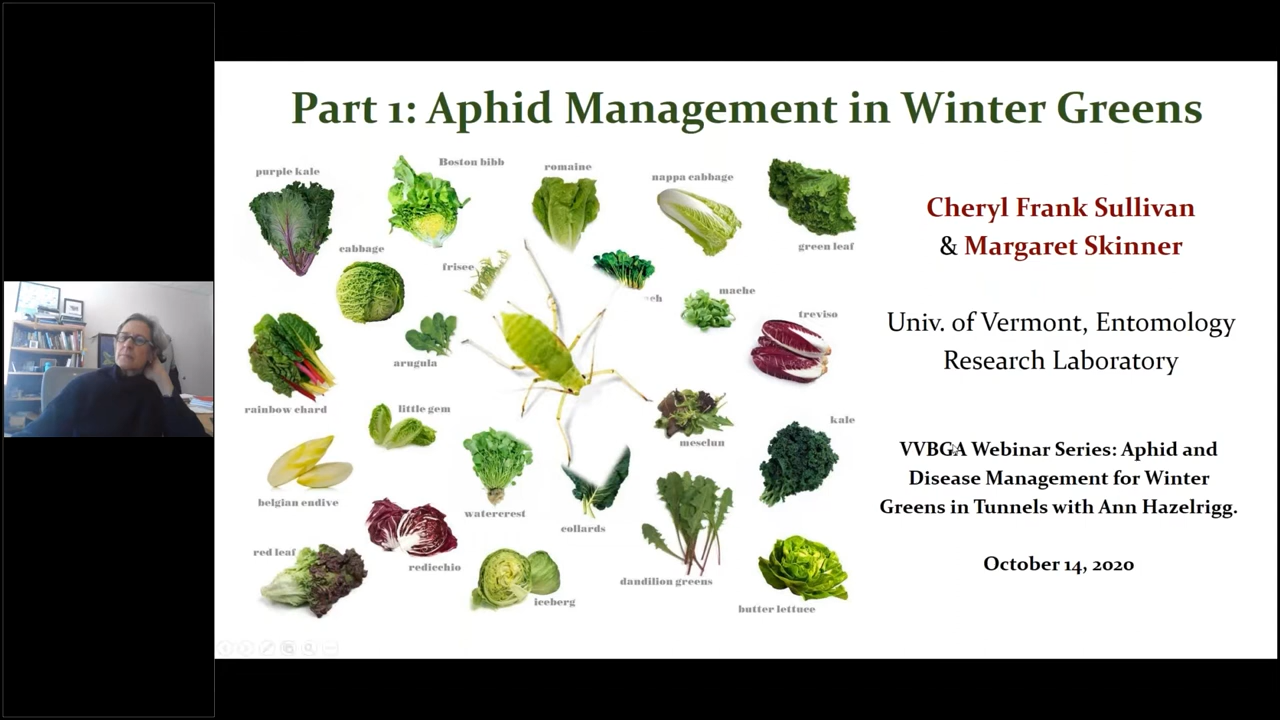 Part 1: Aphid Management in Winter Greens
purple kale
Boston bibb
romaine
nappa cabbage
green leaf
cabbage
frisee
mache
treviso
arugula
rainbow chard
little gem
mesclun
kale
belgian endive
watercrest
collards
red leaf
redicchio
iceberg
dandilion greens
butter lettuce
Cheryl Frank Sullivan
& Margaret Skinner
Univ. of Vermont, Entomology
Research Laboratory
VVBGA Webinar Series: Aphid and
Disease Management for Winter
Greens in Tunnels with Ann Hazelrigg.
October 14, 2020